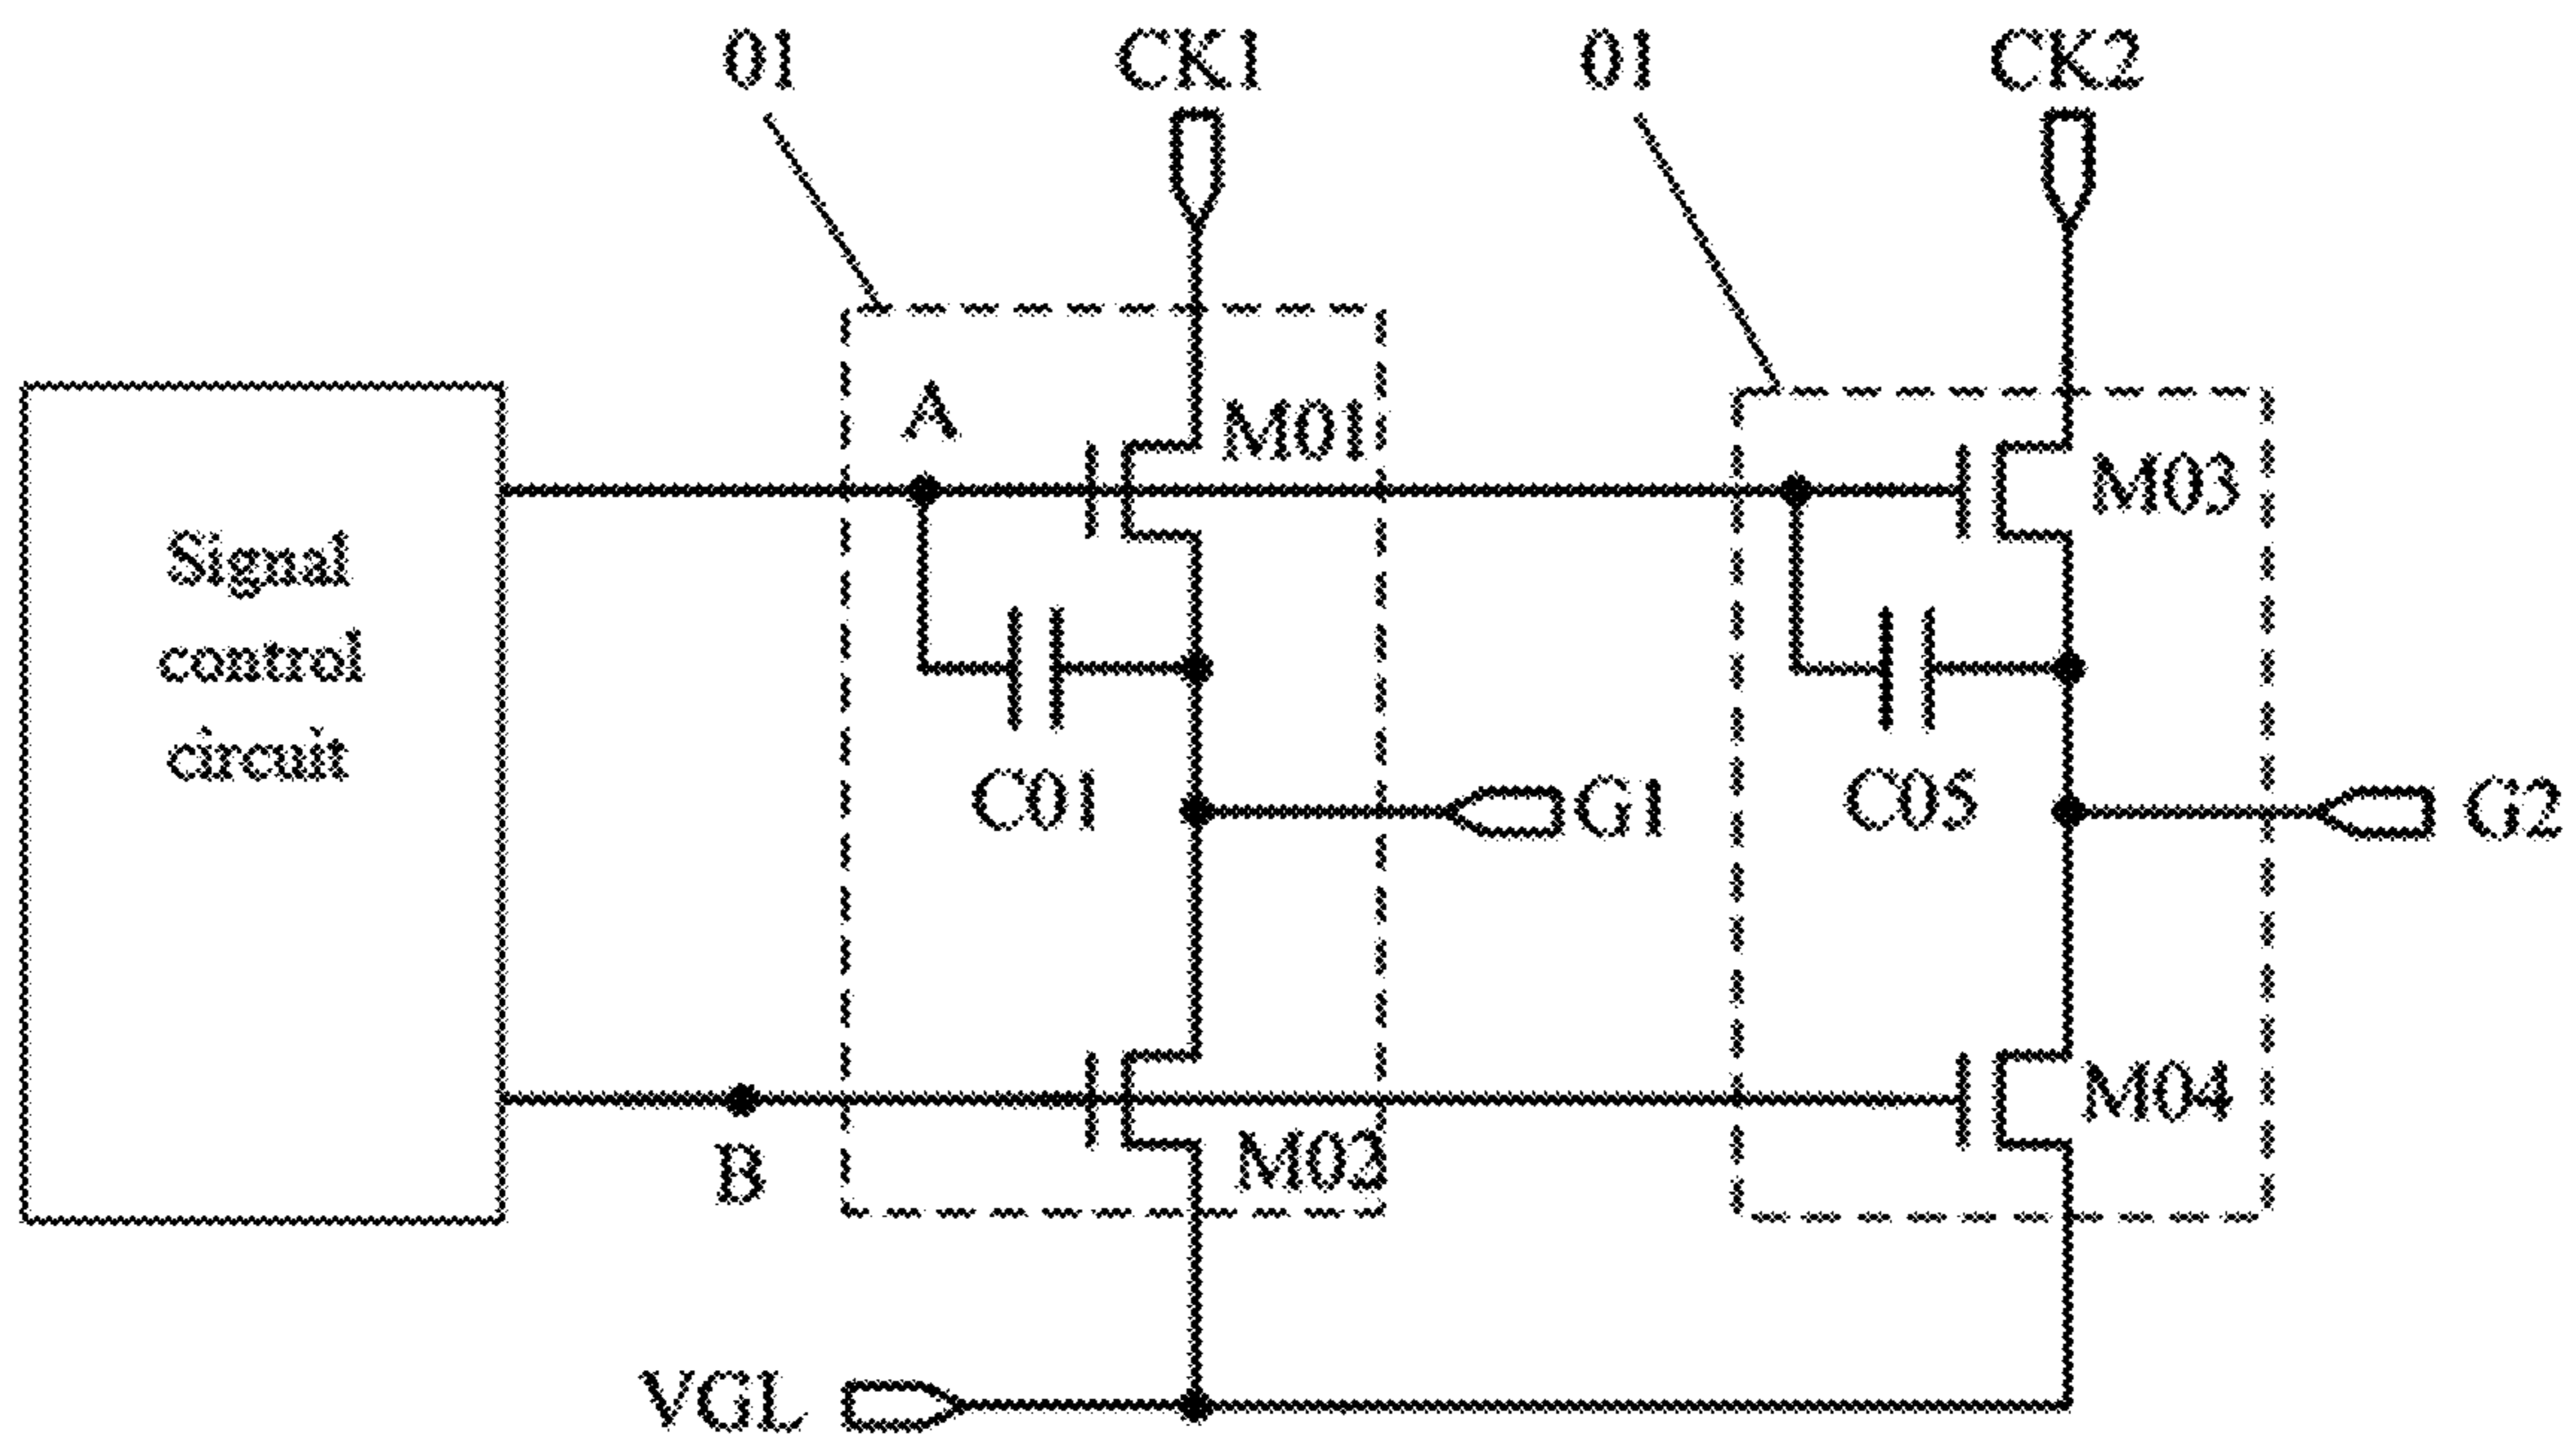 01
CK1
01
CK2
A
M01
M03
Signal
control
circuit
C01
G1
C05
G2
B
M02
M04
VGL